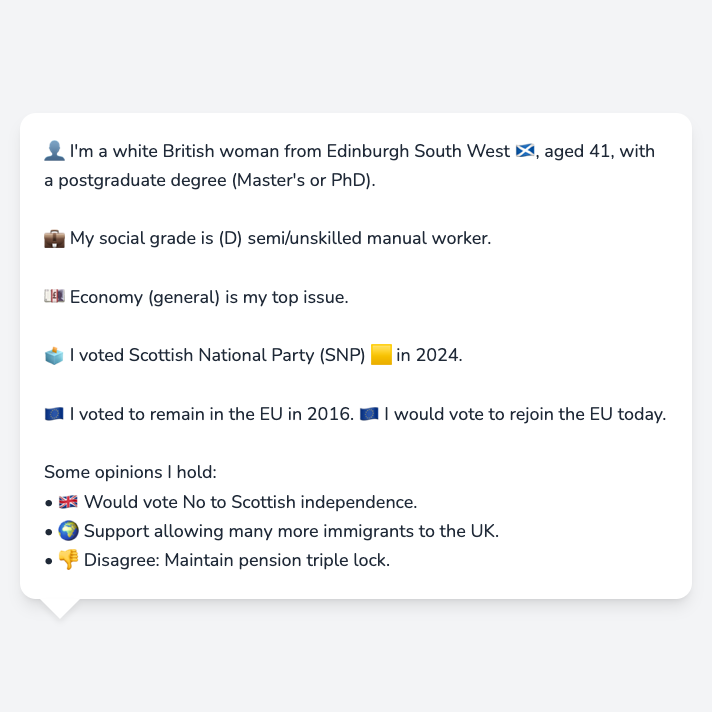 👤 I'm a white British woman from Edinburgh South West 🏴󠁧󠁢󠁳󠁣󠁴󠁿, aged 41, with
a postgraduate degree (Master's or PhD).
💼 My social grade is (D) semi/unskilled manual worker.
💷 Economy (general) is my top issue.
🗳️ I voted Scottish National Party (SNP) 🟨 in 2024.
🇪🇺 I voted to remain in the EU in 2016. 🇪🇺 I would vote to rejoin the EU today.
Some opinions I hold:
• 🇬🇧 Would vote No to Scottish independence.
• 🌍 Support allowing many more immigrants to the UK.
• 👎 Disagree: Maintain pension triple lock.